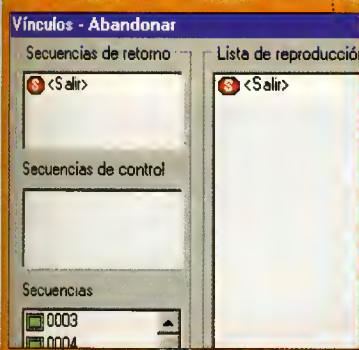 Vínculos - Abandonar
Secuencias de retorno
Lista de reproducción
<Salir>
<Salir>
Secuencias de control
Secuencias
0003
0004